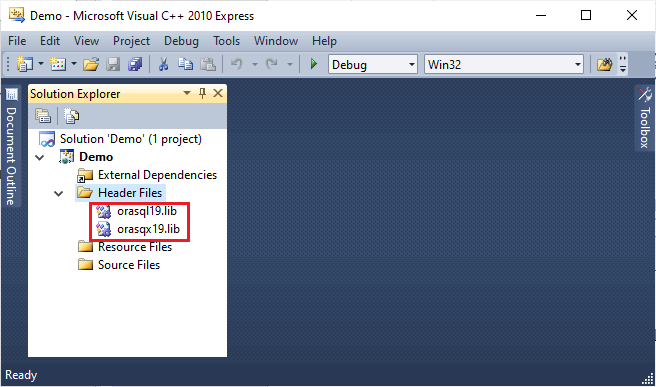 Demo - Microsoft Visual C++ 2010 Express
File Edit View Project Debug Tools Window Help
Debug Win32
Document Outline
Solution Explorer
Toolbox
Solution 'Demo' (1 project)
Demo
External Dependencies
Header Files
orasql19.lib
orasqx19.lib
Resource Files
Source Files
Ready